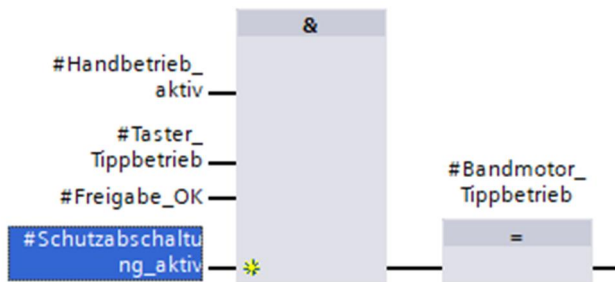 &
#Handbetrieb_
aktiv
#Taster_
Tippbetrieb
#Freigabe_OK
#Schutzabschaltu
ng_aktiv
#Bandmotor_
Tippbetrieb
=